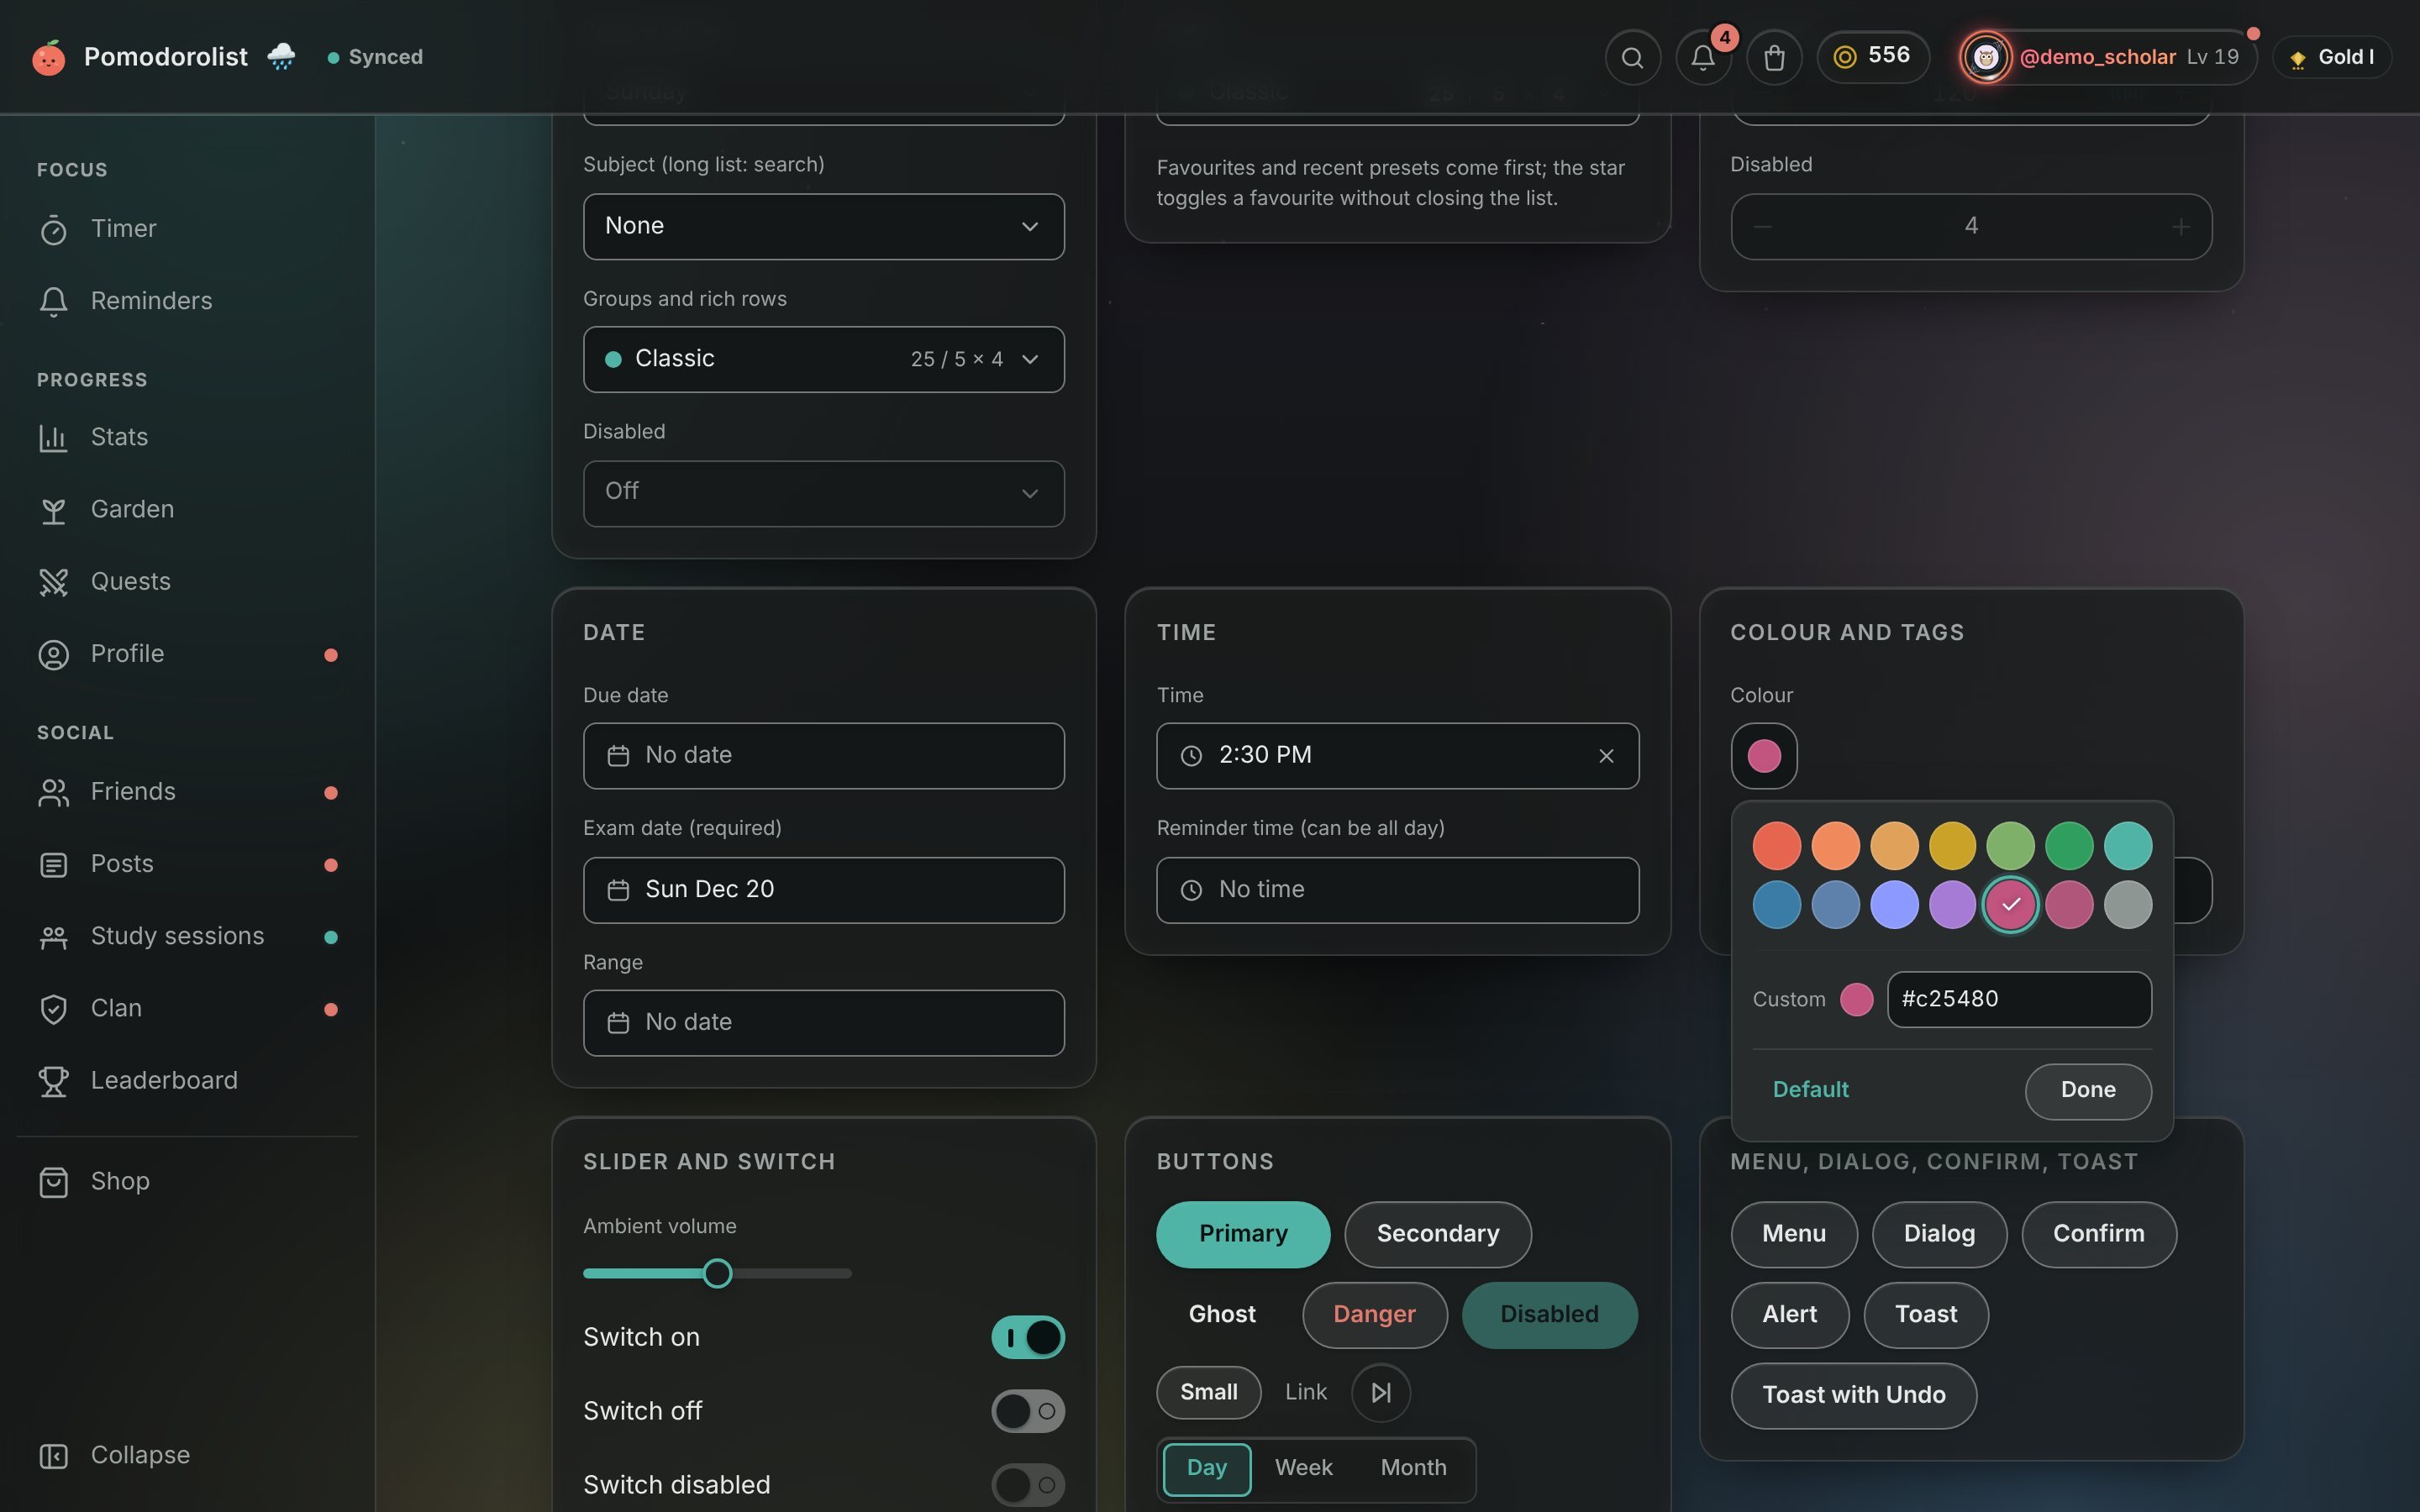 Pomodorolist
Synced
4
556
@demo_scholar Lv 19
Gold I
FOCUS
Timer
Reminders
PROGRESS
Stats
Garden
Quests
Profile
SOCIAL
Friends
Posts
Study sessions
Clan
Leaderboard
Shop
Collapse
Sunday
Subject (long list: search)
None
Groups and rich rows
Classic 25 / 5 × 4
Disabled
Off
Classic
Favourites and recent presets come first; the star
toggles a favourite without closing the list.
120
Disabled
4
DATE
Due date
No date
Exam date (required)
Sun Dec 20
Range
No date
TIME
Time
2:30 PM
Reminder time (can be all day)
No time
COLOUR AND TAGS
Colour
Custom #c25480
Default Done
SLIDER AND SWITCH
Ambient volume
Switch on
Switch off
Switch disabled
BUTTONS
Primary Secondary
Ghost Danger Disabled
Small Link
Day Week Month
MENU, DIALOG, CONFIRM, TOAST
Menu Dialog Confirm
Alert Toast
Toast with Undo